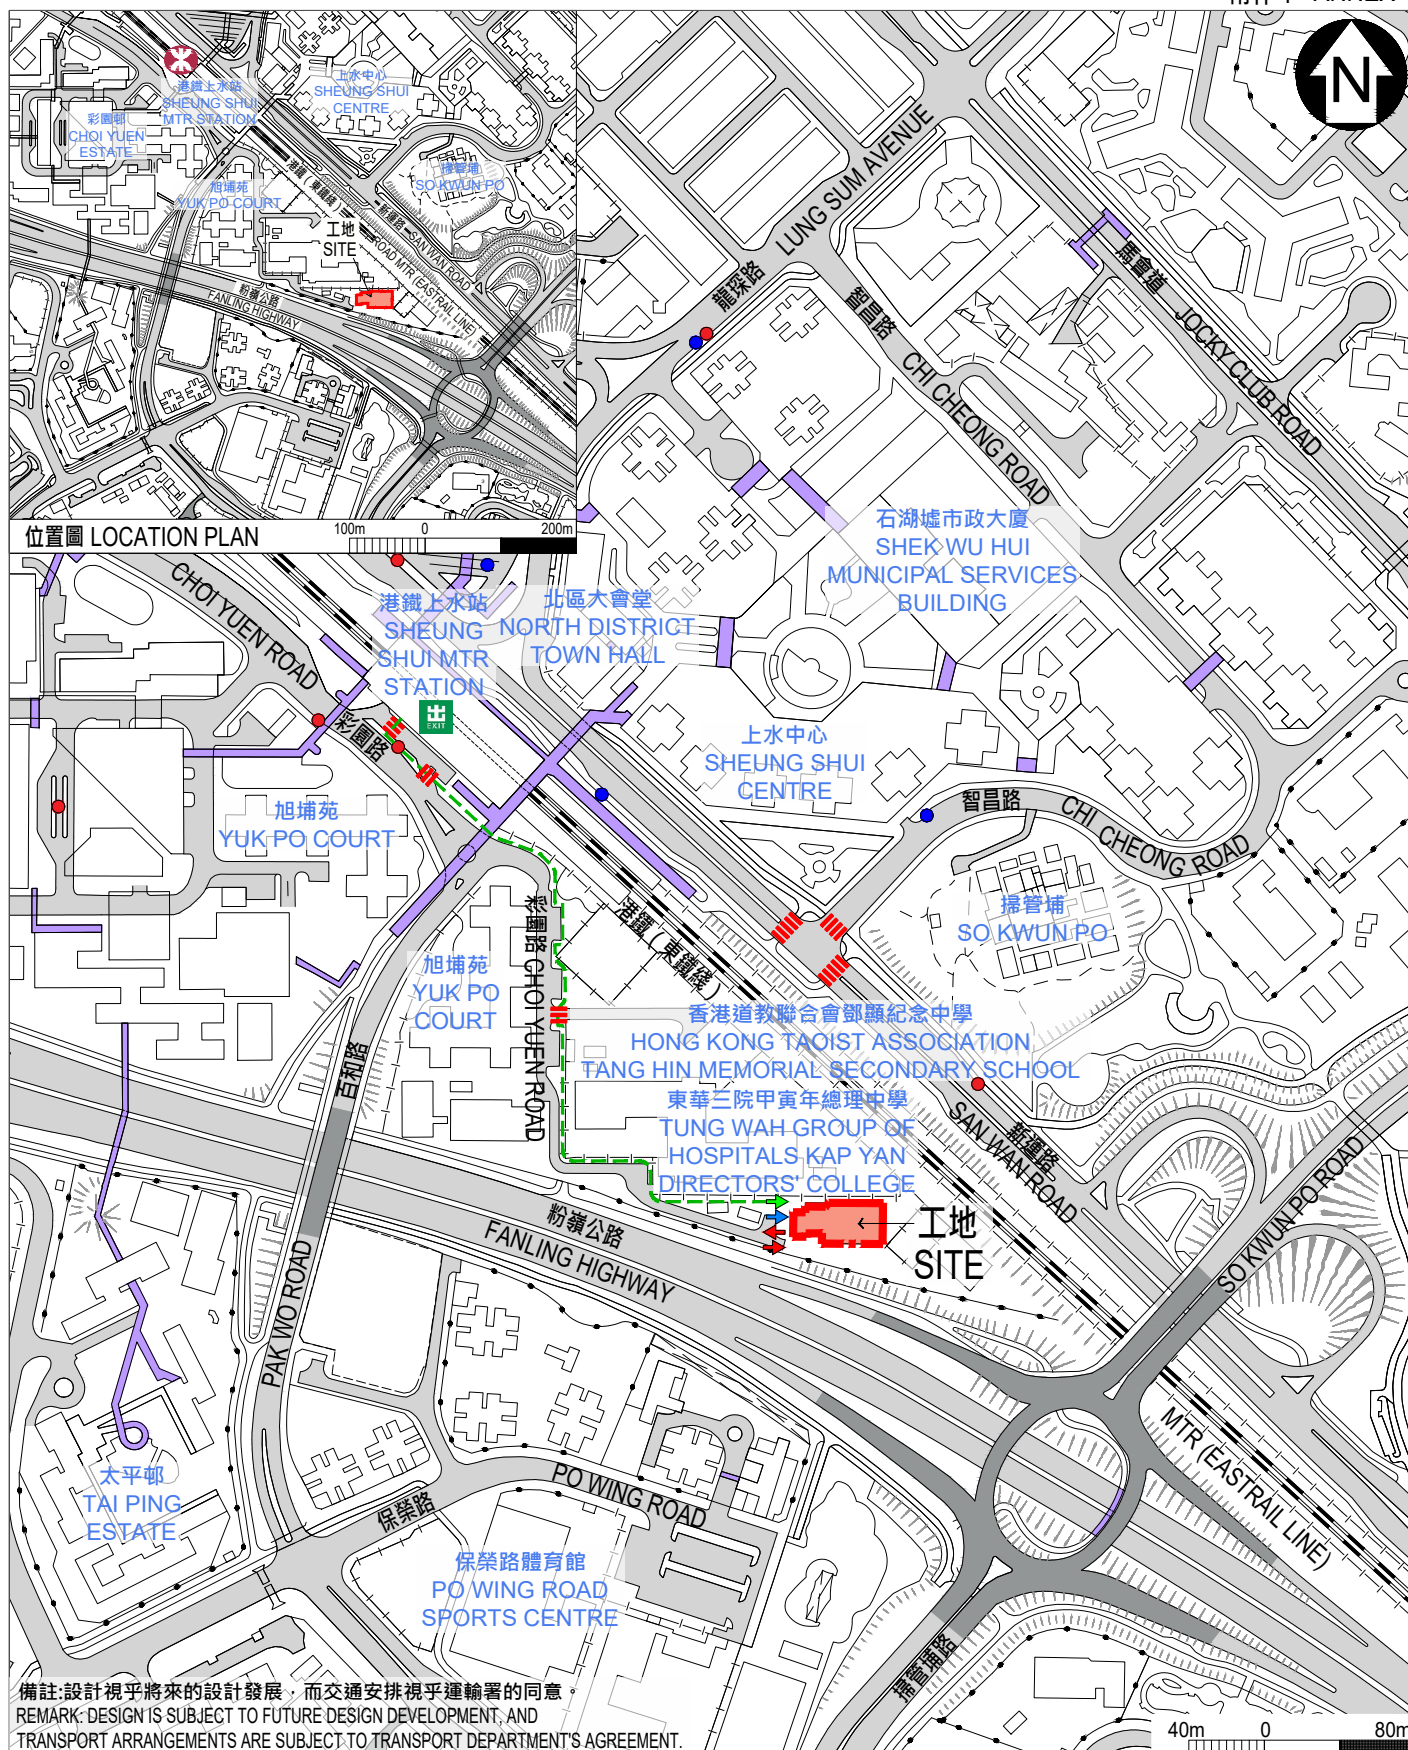 N
港鐵上水站
SHEUNG SHUI
MTR STATION
上水中心
SHEUNG SHUI
CENTRE
彩園邨
CHOI YUEN
ESTATE
旭埔苑
YUK PO COURT
掃管埔
SO KWUN PO
港鐵(東鐵綫)
新運路 SAN WAN ROAD
MTR (EASTRAIL LINE)
工地
SITE
粉嶺公路
FANLING HIGHWAY
位置圖 LOCATION PLAN
100m 0 200m
龍琛路
LUNG SUM AVENUE
智昌路
CHI CHEONG ROAD
馬會道
JOCKY CLUB ROAD
石湖墟市政大廈
SHEK WU HUI
MUNICIPAL SERVICES
BUILDING
CHOI YUEN ROAD
彩園路
港鐵上水站
SHEUNG
SHUI MTR
STATION
出
EXIT
北區大會堂
NORTH DISTRICT
TOWN HALL
上水中心
SHEUNG SHUI
CENTRE
智昌路
CHI CHEONG ROAD
旭埔苑
YUK PO COURT
掃管埔
SO KWUN PO
彩園路 CHOI YUEN ROAD
港鐵(東鐵綫)
旭埔苑
YUK PO
COURT
香港道教聯合會鄧顯紀念中學
HONG KONG TAOIST ASSOCIATION
TANG HIN MEMORIAL SECONDARY SCHOOL
東華三院甲寅年總理中學
TUNG WAH GROUP OF
HOSPITALS KAP YAN
DIRECTORS' COLLEGE
新運路
SAN WAN ROAD
百和路
PAK WO ROAD
粉嶺公路
FANLING HIGHWAY
工地
SITE
SO KWUN PO ROAD
MTR (EASTRAIL LINE)
太平邨
TAI PING
ESTATE
保榮路
PO WING ROAD
保榮路體育館
PO WING ROAD
SPORTS CENTRE
掃管埔路
備註:設計視乎將來的設計發展,而交通安排視乎運輸署的同意。
REMARK: DESIGN IS SUBJECT TO FUTURE DESIGN DEVELOPMENT, AND
TRANSPORT ARRANGEMENTS ARE SUBJECT TO TRANSPORT DEPARTMENT'S AGREEMENT.
40m 0 80m